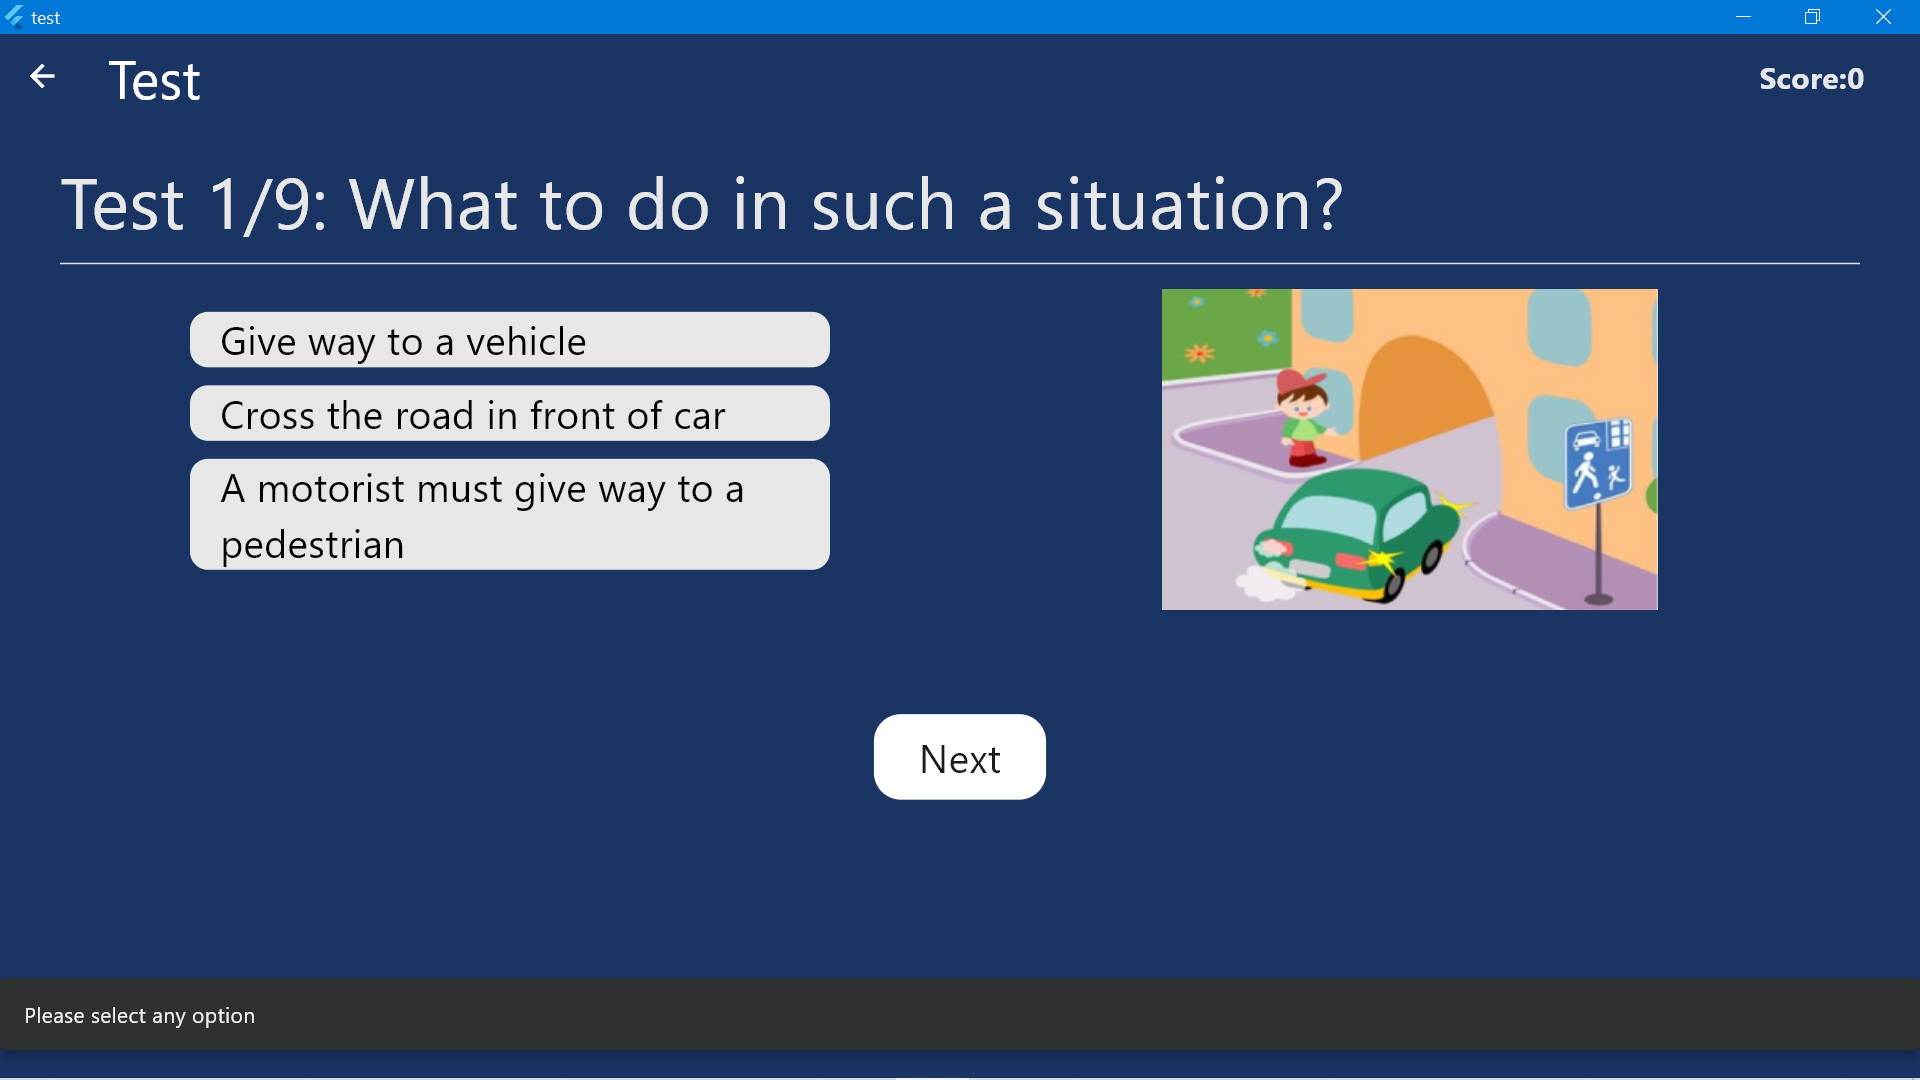 test
Test
Score:0
Test 1/9: What to do in such a situation?
Give way to a vehicle
Cross the road in front of car
A motorist must give way to a
pedestrian
Next
Please select any option